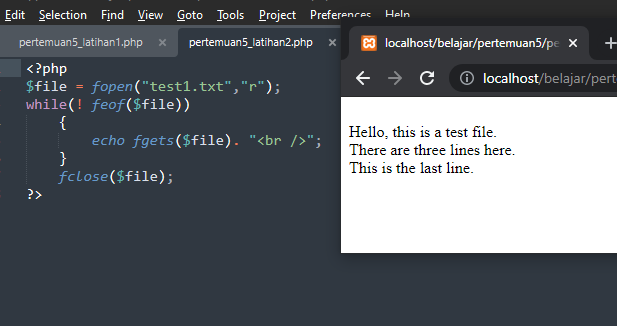 Edit Selection Find View Goto Tools Project Preferences Help
pertemuan5_latihan1.php × pertemuan5_latihan2.php ×
<?php
$file = fopen("test1.txt","r");
while(! feof($file))
{
echo fgets($file). "<br />";
}
fclose($file);
?>
localhost/belajar/pertemuan5/pe ×
localhost/belajar/pert
Hello, this is a test file.
There are three lines here.
This is the last line.